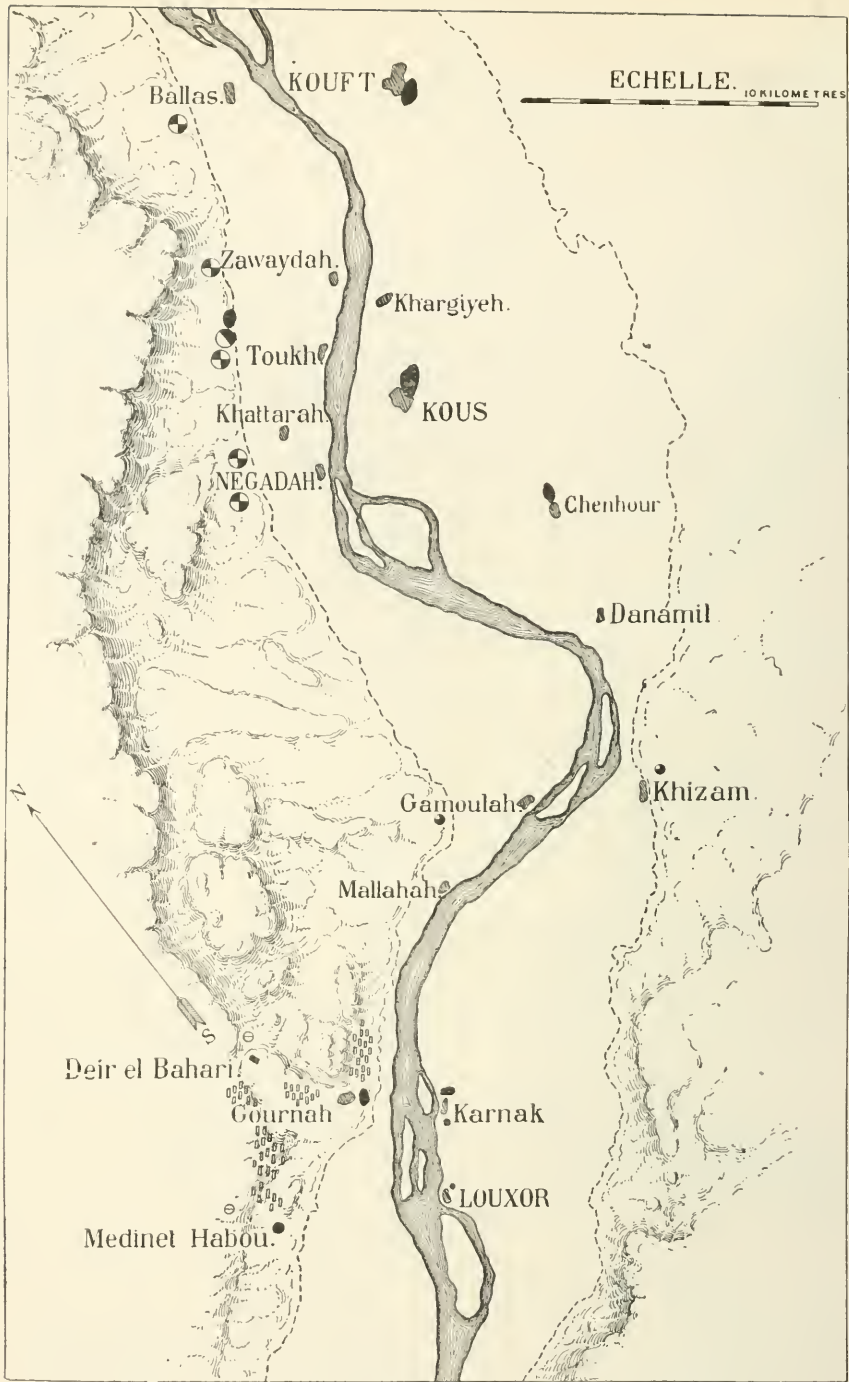 KOUFT
ECHELLE.
10 KILOMETRES
Ballas.
Zawaydah.
Khargiyeh.
Toukh.
Khattarah.
KOUS
NEGADAH.
Chenhour
Danamil
Gamoulah.
Khizam.
Mallahah.
N
S
Deir el Bahari.
Gournah
Karnak
LOUXOR
Medinet Habou.